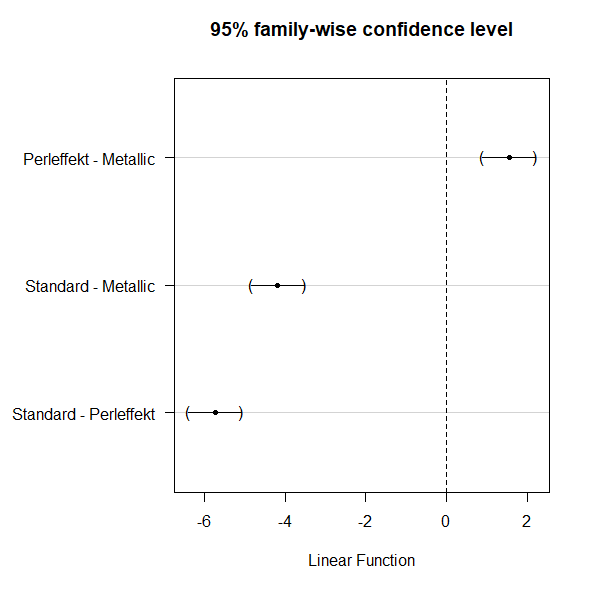 95% family-wise confidence level
Perleffekt - Metallic
Standard - Metallic
Standard - Perleffekt
-6 -4 -2 0 2
Linear Function